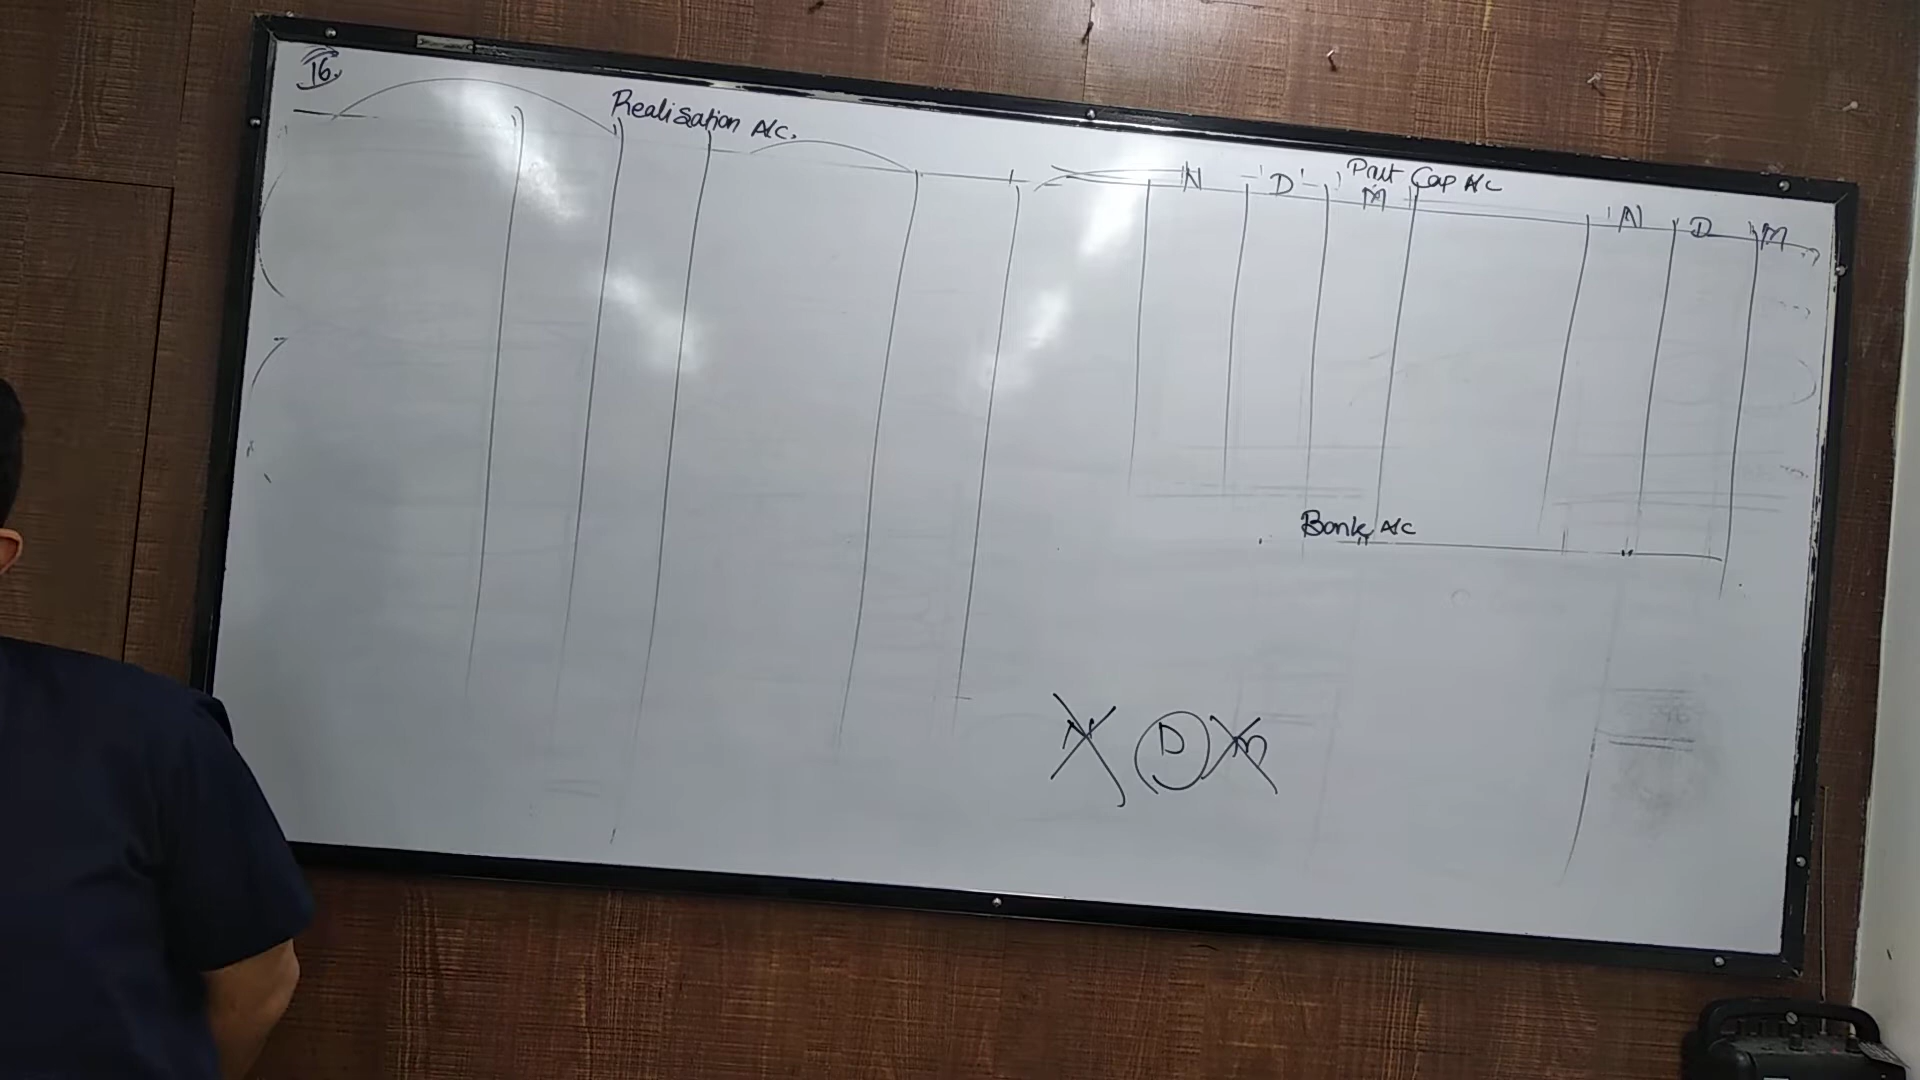 16.
Realisation A/c.
Part Cap A/c
N D M N D M
Bank A/c
N D M